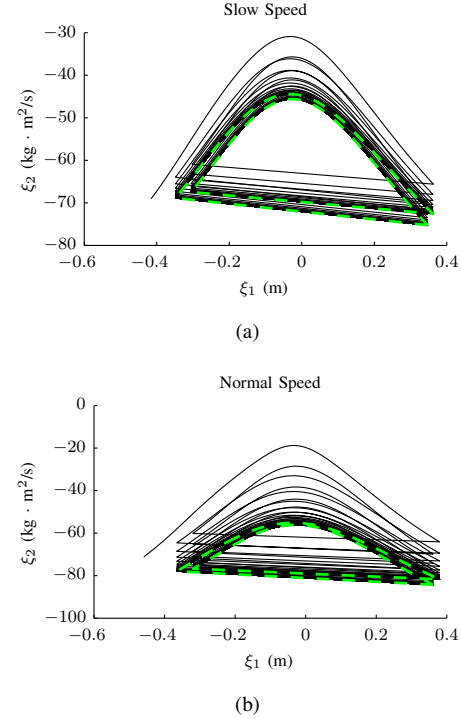 Slow Speed
−30
−40
−50
−60
−70
−80
−0.6 −0.4 −0.2 0 0.2 0.4
ξ₂ (kg · m²/s)
ξ₁ (m)
(a)
Normal Speed
0
−20
−40
−60
−80
−100
−0.6 −0.4 −0.2 0 0.2 0.4
ξ₂ (kg · m²/s)
ξ₁ (m)
(b)